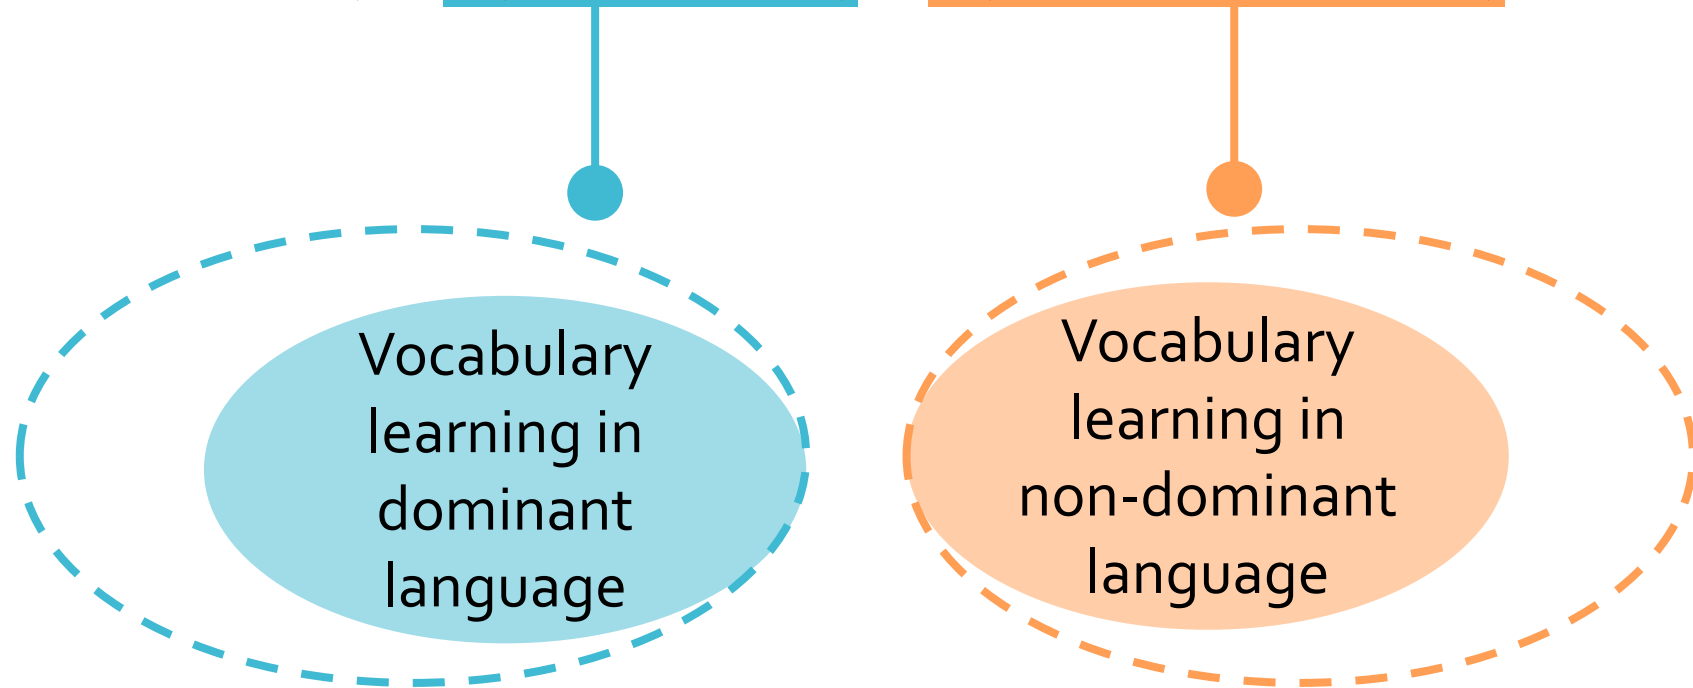 Vocabulary
learning in
dominant
language
Vocabulary
learning in
non-dominant
language